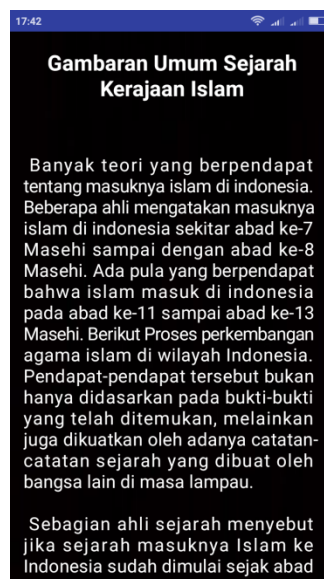 17:42
Gambaran Umum Sejarah
Kerajaan Islam
Banyak teori yang berpendapat
tentang masuknya islam di indonesia.
Beberapa ahli mengatakan masuknya
islam di indonesia sekitar abad ke-7
Masehi sampai dengan abad ke-8
Masehi. Ada pula yang berpendapat
bahwa islam masuk di indonesia
pada abad ke-11 sampai abad ke-13
Masehi. Berikut Proses perkembangan
agama islam di wilayah Indonesia.
Pendapat-pendapat tersebut bukan
hanya didasarkan pada bukti-bukti
yang telah ditemukan, melainkan
juga dikuatkan oleh adanya catatan-
catatan sejarah yang dibuat oleh
bangsa lain di masa lampau.
Sebagian ahli sejarah menyebut
jika sejarah masuknya Islam ke
Indonesia sudah dimulai sejak abad